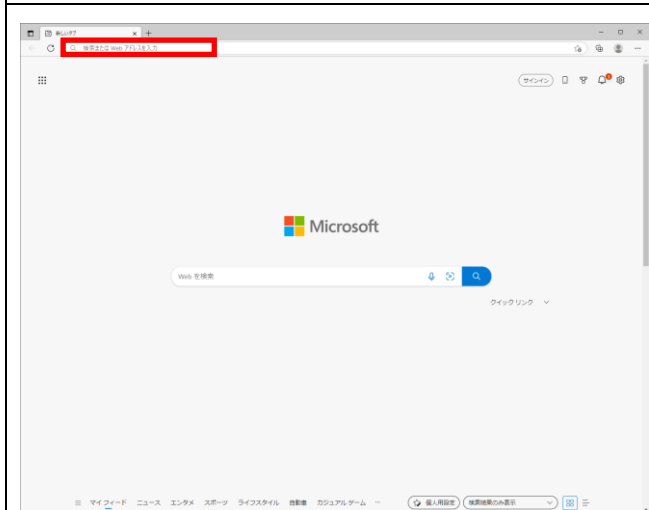 新しいタブ
検索または Web アドレスを入力
サインイン
Microsoft
Web を検索
クイックリンク
マイフィード ニュース エンタメ スポーツ ライフスタイル 自動車 カジュアルゲーム ... 個人用設定 検索結果のみ表示